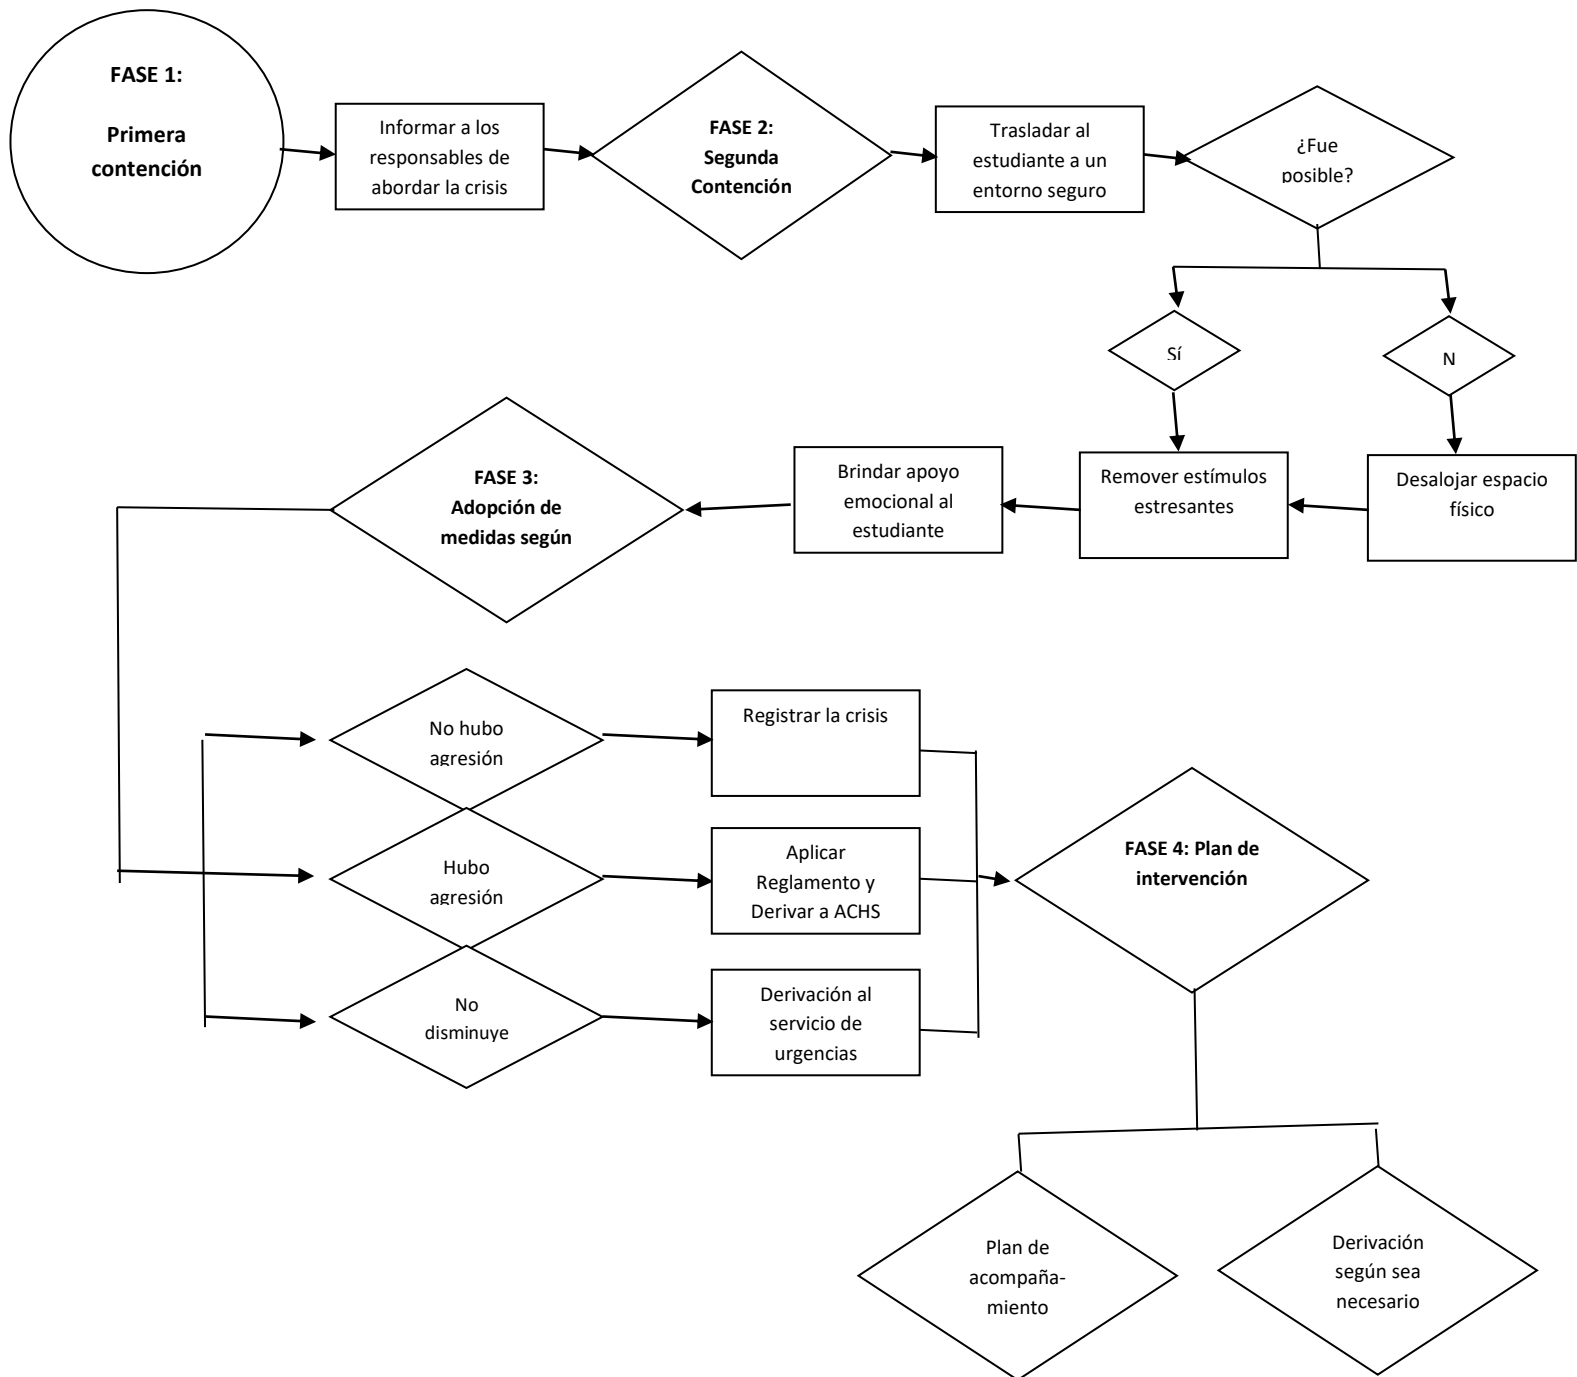 FASE 1:
Primera
contención
Informar a los
responsables de
abordar la crisis
FASE 2:
Segunda
Contención
Trasladar al
estudiante a un
entorno seguro
¿Fue
posible?
Sí
N
Desalojar espacio
físico
Remover estímulos
estresantes
Brindar apoyo
emocional al
estudiante
FASE 3:
Adopción de
medidas según
No hubo
agresión
Registrar la crisis
Hubo
agresión
Aplicar
Reglamento y
Derivar a ACHS
No
disminuye
Derivación al
servicio de
urgencias
FASE 4: Plan de
intervención
Plan de
acompaña-
miento
Derivación
según sea
necesario